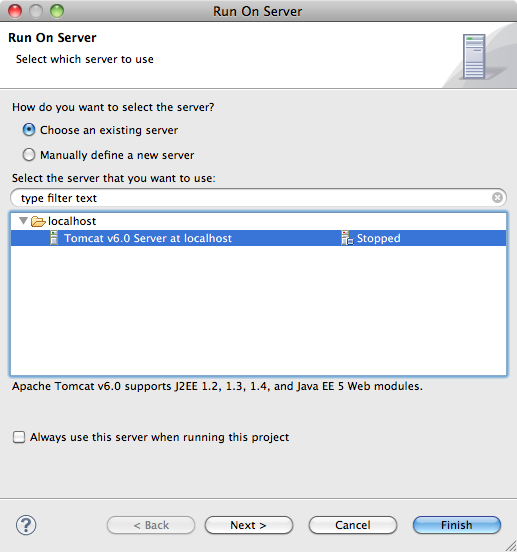 Run On Server
Run On Server
Select which server to use
How do you want to select the server?
Choose an existing server
Manually define a new server
Select the server that you want to use:
type filter text
localhost
Tomcat v6.0 Server at localhost Stopped
Apache Tomcat v6.0 supports J2EE 1.2, 1.3, 1.4, and Java EE 5 Web modules.
Always use this server when running this project
? < Back Next > Cancel Finish